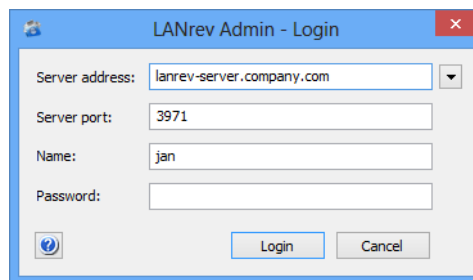 LANrev Admin - Login
Server address: lanrev-server.company.com
Server port: 3971
Name: jan
Password:
Login Cancel